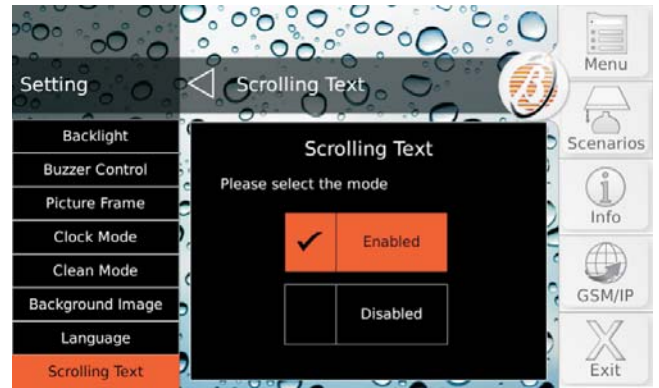 Setting
Scrolling Text
Backlight
Buzzer Control
Picture Frame
Clock Mode
Clean Mode
Background Image
Language
Scrolling Text
Scrolling Text
Please select the mode
Enabled
Disabled
Menu
Scenarios
Info
GSM/IP
Exit